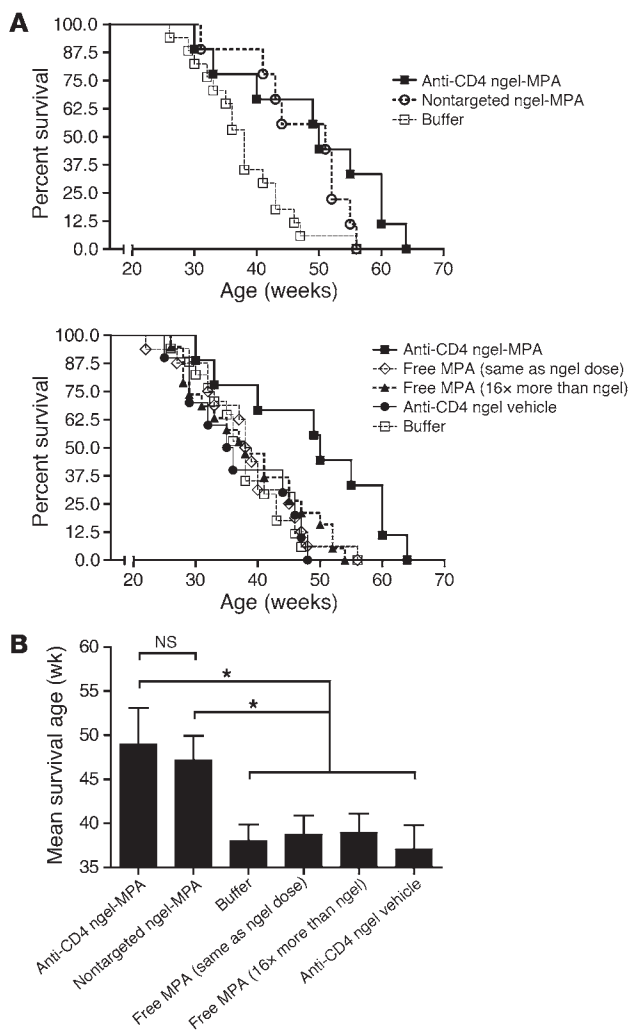 A
100.0
87.5
75.0
62.5
50.0
37.5
25.0
12.5
0.0
Percent survival
20 30 40 50 60 70
Age (weeks)
Anti-CD4 ngel-MPA
Nontargeted ngel-MPA
Buffer
100.0
87.5
75.0
62.5
50.0
37.5
25.0
12.5
0.0
Percent survival
20 30 40 50 60 70
Age (weeks)
Anti-CD4 ngel-MPA
Free MPA (same as ngel dose)
Free MPA (16x more than ngel)
Anti-CD4 ngel vehicle
Buffer
B
60
55
50
45
40
35
Mean survival age (wk)
NS
*
*
Anti-CD4 ngel-MPA
Nontargeted ngel-MPA
Buffer
Free MPA (same as ngel dose)
Free MPA (16x more than ngel)
Anti-CD4 ngel vehicle